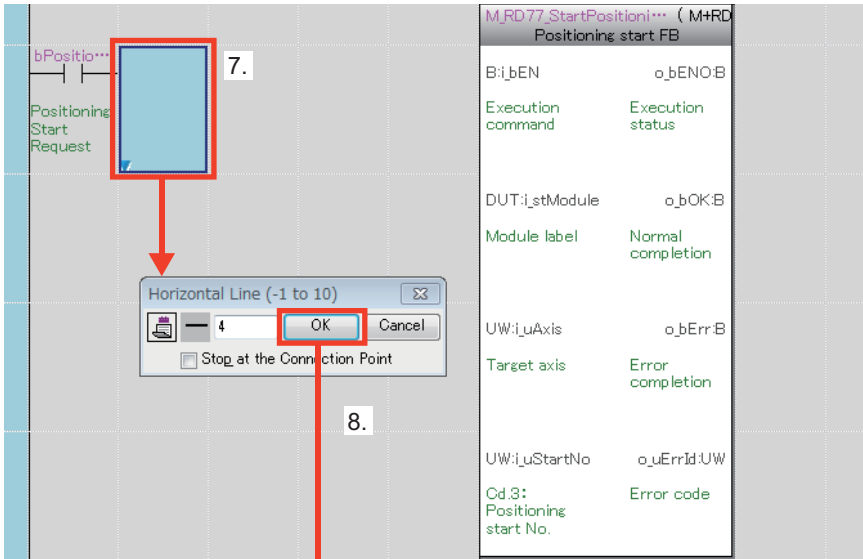 M_RD77_StartPositioni… ( M+RD
Positioning start FB
bPositio…
7.
B:i_bEN
o_bENO:B
Positioning
Start
Request
Execution
command
Execution
status
DUT:i_stModule
o_bOK:B
Module label
Normal
completion
Horizontal Line (-1 to 10)
4
OK
Cancel
Stop at the Connection Point
UW:i_uAxis
o_bErr:B
Target axis
Error
completion
8.
UW:i_uStartNo
o_uErrId:UW
Cd.3:
Positioning
start No.
Error code